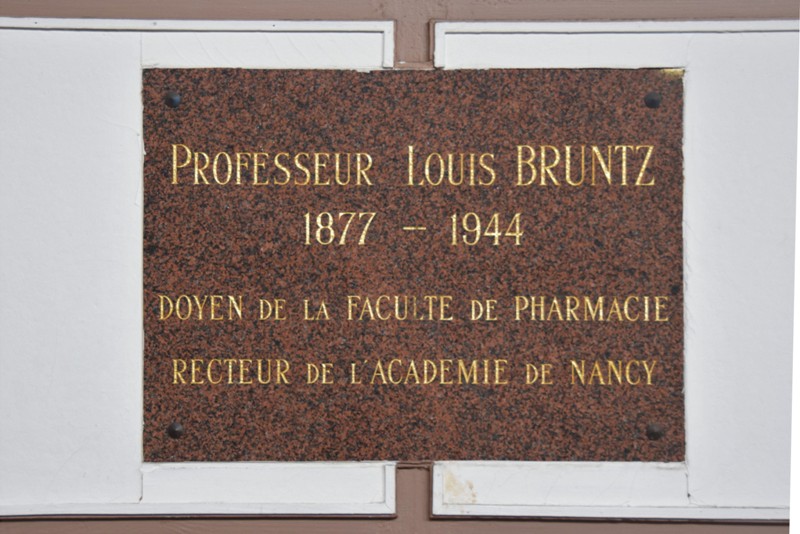 PROFESSEUR LOUIS BRUNTZ
1877 – 1944
DOYEN DE LA FACULTE DE PHARMACIE
RECTEUR DE L'ACADEMIE DE NANCY